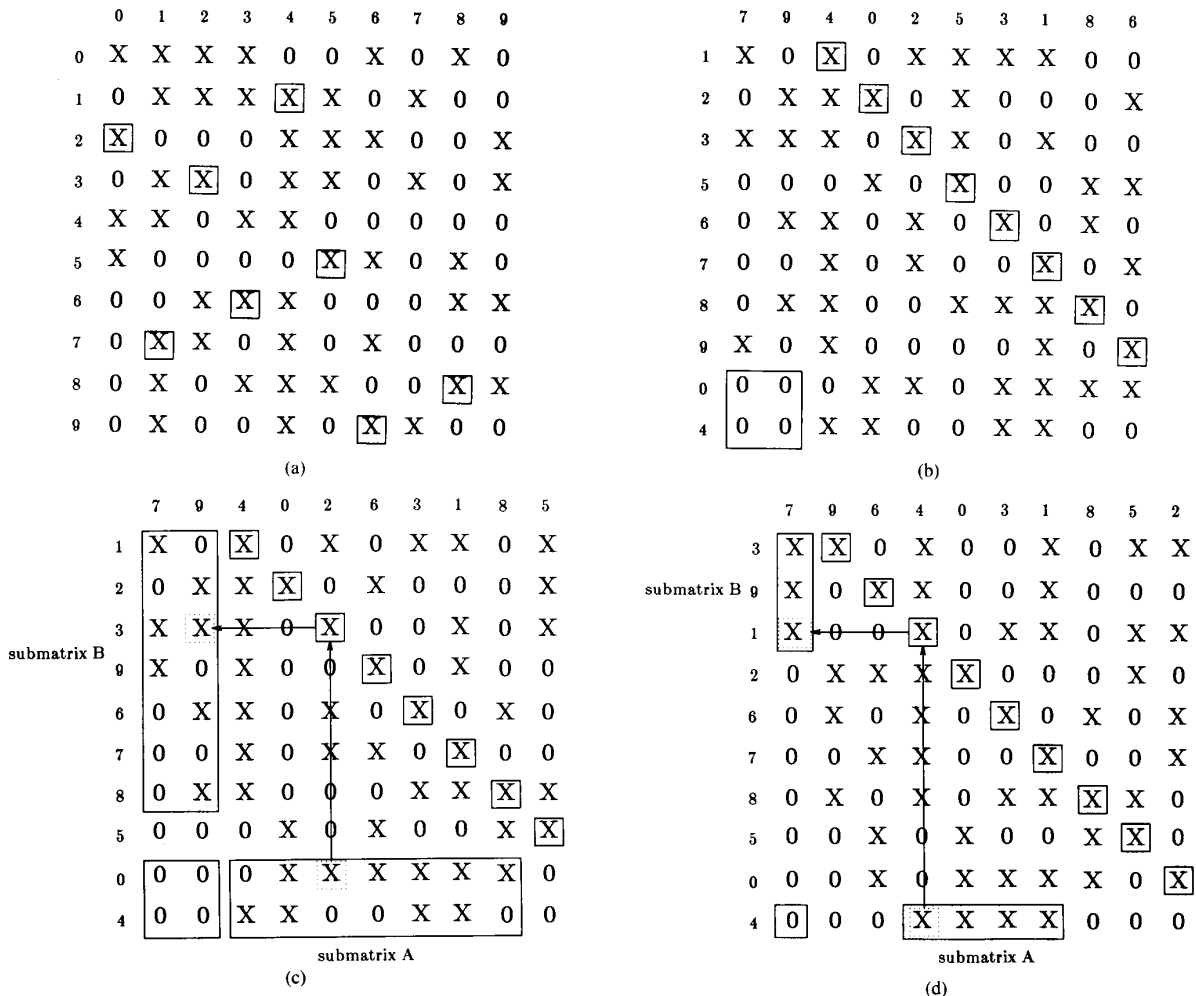 0 1 2 3 4 5 6 7 8 9
0 X X X X 0 0 X 0 X 0
1 0 X X X X X 0 X 0 0
2 X 0 0 0 X X X 0 0 X
3 0 X X 0 X X 0 X 0 X
4 X X 0 X X 0 0 0 0 0
5 X 0 0 0 0 X X 0 X 0
6 0 0 X X X 0 0 0 X X
7 0 X X 0 X 0 X 0 0 0
8 0 X 0 X X X 0 0 X X
9 0 X 0 0 X 0 X X 0 0
(a)
7 9 4 0 2 5 3 1 8 6
1 X 0 X 0 X X X X 0 0
2 0 X X X 0 X 0 0 0 X
3 X X X 0 X X 0 X 0 0
5 0 0 0 X 0 X 0 0 X X
6 0 X X 0 X 0 X 0 X 0
7 0 0 X 0 X 0 0 X 0 X
8 0 X X 0 0 X X X X 0
9 X 0 X 0 0 0 0 X 0 X
0 0 0 0 X X 0 X X X X
4 0 0 X X 0 0 X X 0 0
(b)
7 9 4 0 2 6 3 1 8 5
1 X 0 X 0 X 0 X X 0 X
2 0 X X X 0 X 0 0 0 X
3 X X X 0 X 0 0 X 0 X
submatrix B
9 X 0 X 0 0 X 0 X 0 0
6 0 X X 0 X 0 X 0 X 0
7 0 0 X 0 X X 0 X 0 0
8 0 X X 0 0 0 X X X X
5 0 0 0 X 0 X 0 0 X X
0 0 0 0 X X X X X X 0
4 0 0 X X 0 0 X X 0 0
submatrix A
(c)
7 9 6 4 0 3 1 8 5 2
3 X X 0 X 0 0 X 0 X X
submatrix B 9 X 0 X X 0 0 X 0 0 0
1 X 0 0 X 0 X X 0 X X
2 0 X X X X 0 0 0 X 0
6 0 X 0 X 0 X 0 X 0 X
7 0 0 X X 0 0 X 0 0 X
8 0 X 0 X 0 X X X X 0
5 0 0 X 0 X 0 0 X X 0
0 0 0 X 0 X X X X 0 X
4 0 0 0 X X X X 0 0 0
submatrix A
(d)